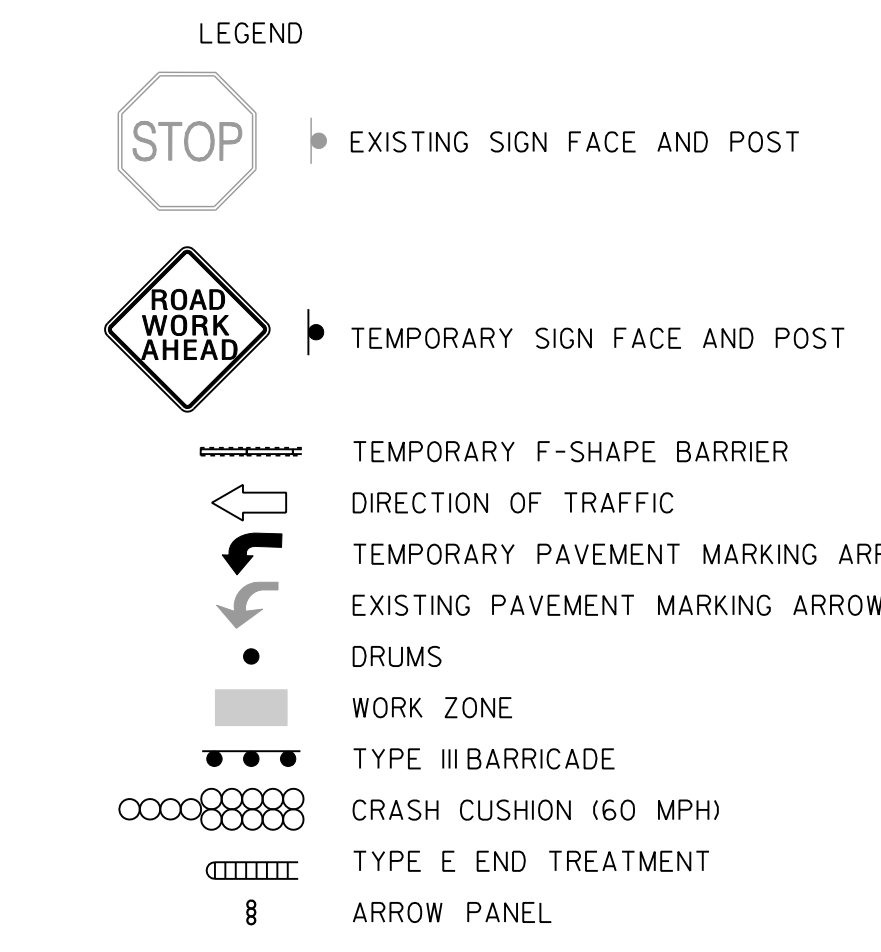 LEGEND
STOP
EXISTING SIGN FACE AND POST
ROAD
WORK
AHEAD
TEMPORARY SIGN FACE AND POST
TEMPORARY F-SHAPE BARRIER
DIRECTION OF TRAFFIC
TEMPORARY PAVEMENT MARKING
EXISTING PAVEMENT MARKING ARROW
DRUMS
WORK ZONE
TYPE III BARRICADE
CRASH CUSHION (60 MPH)
TYPE E END TREATMENT
ARROW PANEL